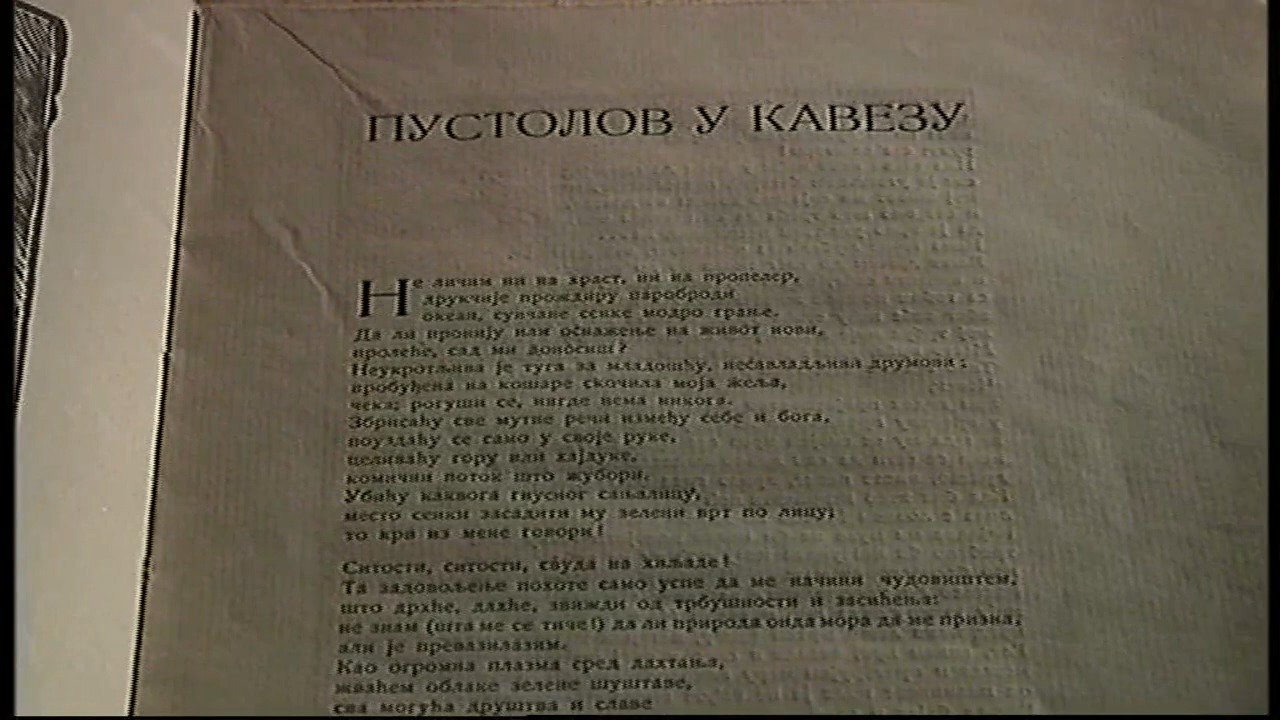 ПУСТОЛОВ У КАВЕЗУ
Не личим ни на храст, ни на пропелер,
друкчије прождиру пароброди
океан, сунчане сенке модро грање.
Да ли иронију или оснажење на живот нови,
пролеће, сад ми доносиш?
Неукротљива је туга за младошћу, несавладљива друмови;
пробуђена на кошаре скочила моја жеља,
чека; рогуши се, нигде нема никога.
Збрисаћу све мутне речи између себе и бога,
поуздаћу се само у своје руке,
целиваћу гору или хајдуке,
комични поток што жубори.
Убићу каквога гнусног сањалицу,
место сенки засадити му зелени врт по лицу;
то крв из мене говори!
Ситости, ситости, свуда на хиљаде!
Та задовољење похоте само успе да ме начини чудовиштем,
што дрхће, дахће, звижди од трбушности и засићења:
не знам (шта ме се тиче!) да ли природа онда мора да ме призна,
али је превазилазим.
Као огромна плазма сред дахтања,
жваћем облаке зелене шуштаве,
сва могућа друштва и славе